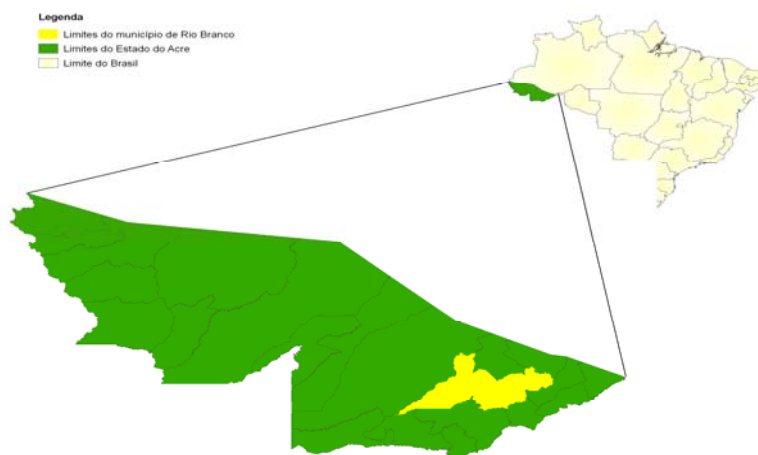 Legenda
Limites do município de Rio Branco
Limites do Estado do Acre
Limite do Brasil